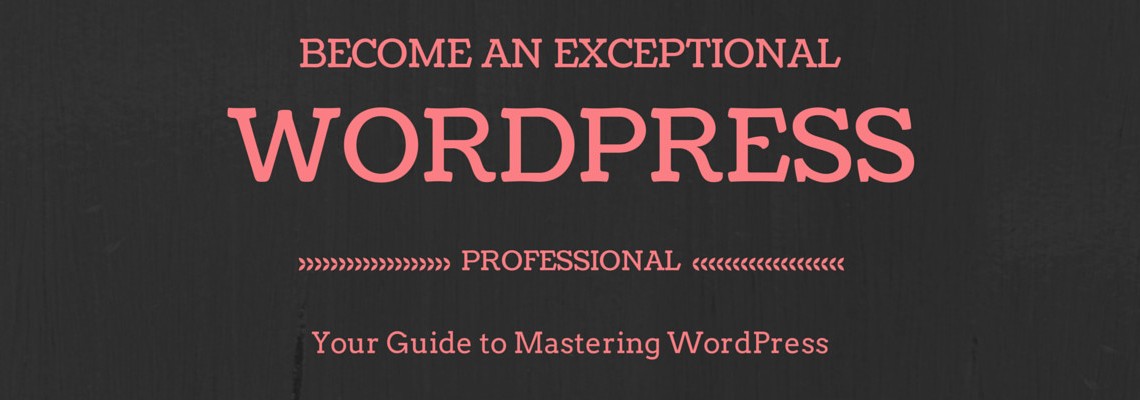 BECOME AN EXCEPTIONAL
WORDPRESS
»»»»»»»»» PROFESSIONAL «««««««««
Your Guide to Mastering WordPress